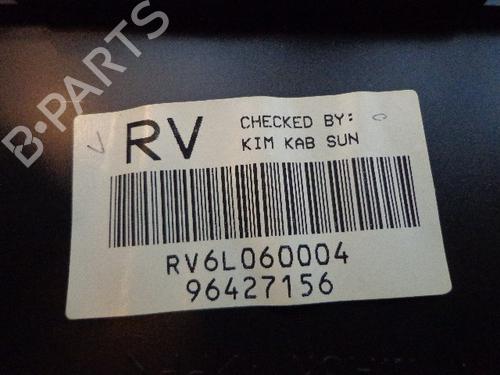 B-PARTS
RV
CHECKED BY:
KIM KAB SUN
RV6L060004
96427156